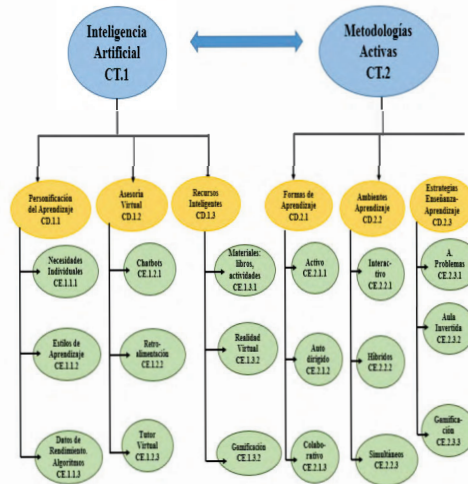 Inteligencia
Artificial
CT.1
Metodologías
Activas
CT.2
Personificación
del Aprendizaje
CD.1.1
Asesoría
Virtual
CD.1.2
Recursos
Inteligentes
CD.1.3
Formas de
Aprendizaje
CD.2.1
Ambientes
Aprendizaje
CD.2.2
Estrategias
Enseñanza-
Aprendizaje
CD.2.3
Necesidades
Individuales
CE.1.1.1
Chatbots
CE.1.2.1
Materiales:
libros,
actividades
CE.1.3.1
Activo
CE.2.1.1
Interac-
tivo
CE.2.2.1
A.
Problemas
CE.2.3.1
Estilos de
Aprendizaje
CE.1.1.2
Retro-
alimentación
CE.1.2.2
Realidad
Virtual
CE.1.3.2
Auto
dirigido
CE.2.1.2
Híbridos
CE.2.2.2
Aula
Invertida
CE.2.3.2
Datos de
Rendimiento.
Algoritmos
CE.1.1.3
Tutor
Virtual
CE.1.2.3
Gamificación
CE.1.3.2
Colabo-
rativo
CE.2.1.3
Simultáneos
CE.2.2.3
Gamifica-
ción
CE.2.3.3